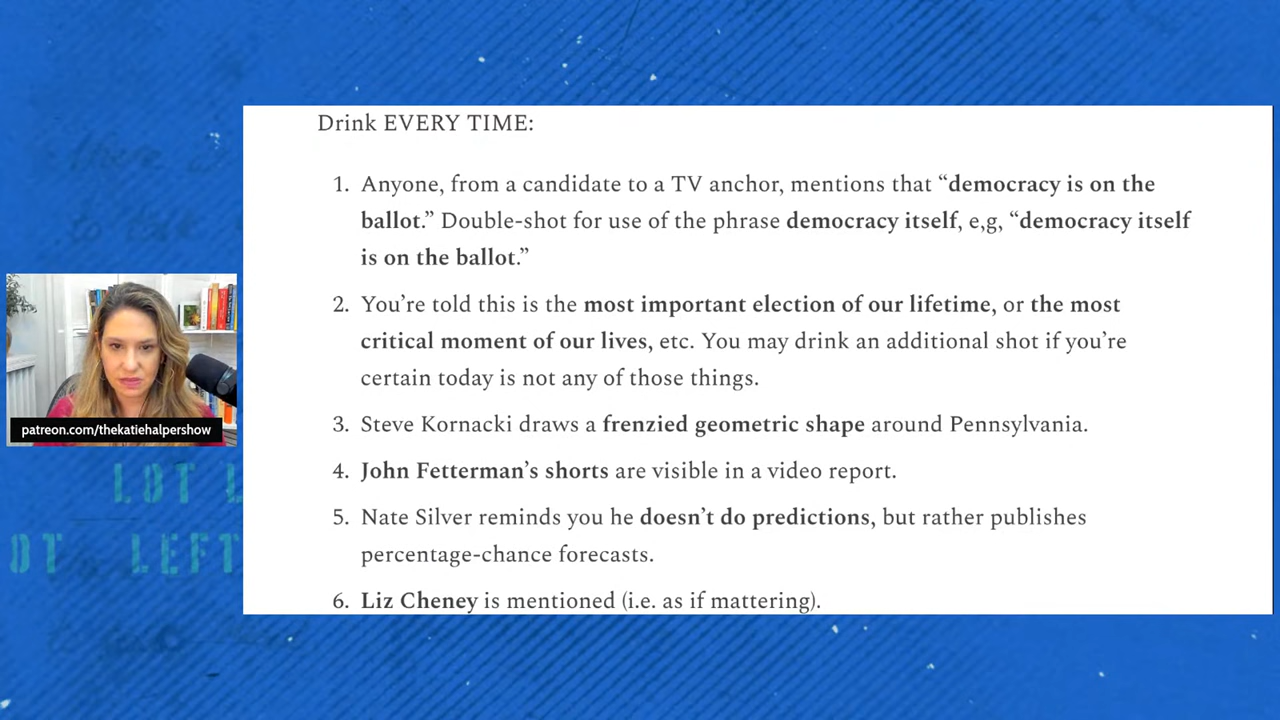 Drink EVERY TIME:
1. Anyone, from a candidate to a TV anchor, mentions that “democracy is on the
ballot.” Double-shot for use of the phrase democracy itself, e,g, “democracy itself
is on the ballot.”
2. You’re told this is the most important election of our lifetime, or the most
critical moment of our lives, etc. You may drink an additional shot if you’re
certain today is not any of those things.
3. Steve Kornacki draws a frenzied geometric shape around Pennsylvania.
4. John Fetterman’s shorts are visible in a video report.
5. Nate Silver reminds you he doesn’t do predictions, but rather publishes
percentage-chance forecasts.
6. Liz Cheney is mentioned (i.e. as if mattering).
patreon.com/thekatiehalpershow
LOT L
OT LEFT